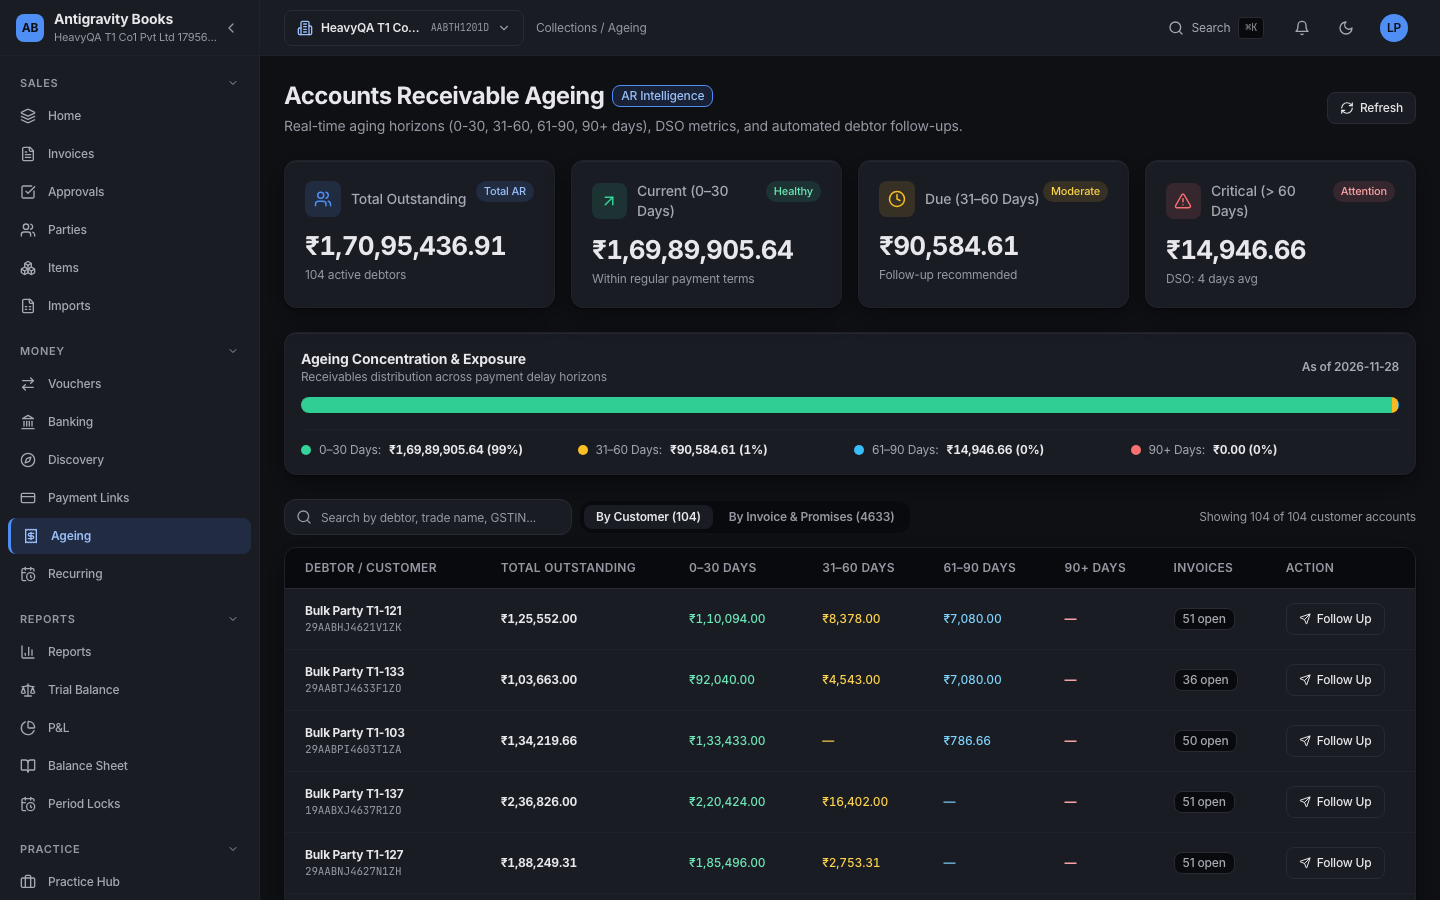 AB
Antigravity Books
HeavyQA T1 Co1 Pvt Ltd 17956...
SALES
Home
Invoices
Approvals
Parties
Items
Imports
MONEY
Vouchers
Banking
Discovery
Payment Links
Ageing
Recurring
REPORTS
Reports
Trial Balance
P&L
Balance Sheet
Period Locks
PRACTICE
Practice Hub
HeavyQA T1 Co... AABTH1201D
Collections / Ageing
Search ⌘K
LP
Accounts Receivable Ageing AR Intelligence
Real-time aging horizons (0-30, 31-60, 61-90, 90+ days), DSO metrics, and automated debtor follow-ups.
Refresh
Total Outstanding Total AR
₹1,70,95,436.91
104 active debtors
Current (0–30 Days) Healthy
₹1,69,89,905.64
Within regular payment terms
Due (31–60 Days) Moderate
₹90,584.61
Follow-up recommended
Critical (> 60 Days) Attention
₹14,946.66
DSO: 4 days avg
Ageing Concentration & Exposure
Receivables distribution across payment delay horizons
As of 2026-11-28
0–30 Days: ₹1,69,89,905.64 (99%)
31–60 Days: ₹90,584.61 (1%)
61–90 Days: ₹14,946.66 (0%)
90+ Days: ₹0.00 (0%)
Search by debtor, trade name, GSTIN...
By Customer (104)
By Invoice & Promises (4633)
Showing 104 of 104 customer accounts
DEBTOR / CUSTOMER TOTAL OUTSTANDING 0–30 DAYS 31–60 DAYS 61–90 DAYS 90+ DAYS INVOICES ACTION
Bulk Party T1-121 ₹1,25,552.00 ₹1,10,094.00 ₹8,378.00 ₹7,080.00 — 51 open Follow Up
29AABHJ4621V1ZK
Bulk Party T1-133 ₹1,03,663.00 ₹92,040.00 ₹4,543.00 ₹7,080.00 — 36 open Follow Up
29AABTJ4633F1ZO
Bulk Party T1-103 ₹1,34,219.66 ₹1,33,433.00 — ₹786.66 — 50 open Follow Up
29AABPI4603T1ZA
Bulk Party T1-137 ₹2,36,826.00 ₹2,20,424.00 ₹16,402.00 — — 51 open Follow Up
19AABXJ4637R1ZO
Bulk Party T1-127 ₹1,88,249.31 ₹1,85,496.00 ₹2,753.31 — — 51 open Follow Up
29AABNJ4627N1ZH